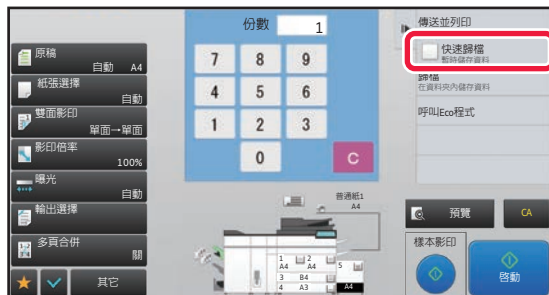 份數 1
原稿
自動 A4
紙張選擇
自動
雙面影印
單面→單面
影印倍率
100%
曝光
自動
輸出選擇
多頁合併
關
其它
7 8 9
4 5 6
1 2 3
0 C
普通紙1
A4
1 A4
2 A4
3 B4
4 A3
5 A4
傳送並列印
快速歸檔
暫時儲存資料
歸檔
在資料夾內儲存資料
呼叫Eco程式
預覽
CA
樣本影印
啓動